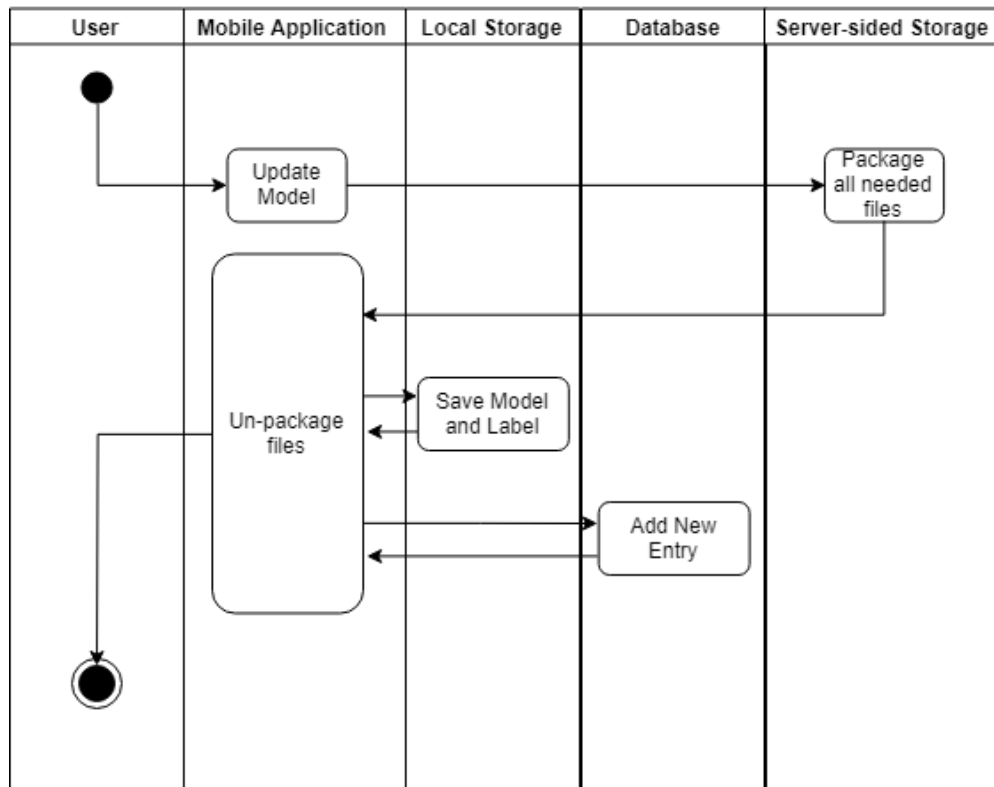 User
Mobile Application
Local Storage
Database
Server-sided Storage
Update
Model
Package
all needed
files
Un-package
files
Save Model
and Label
Add New
Entry